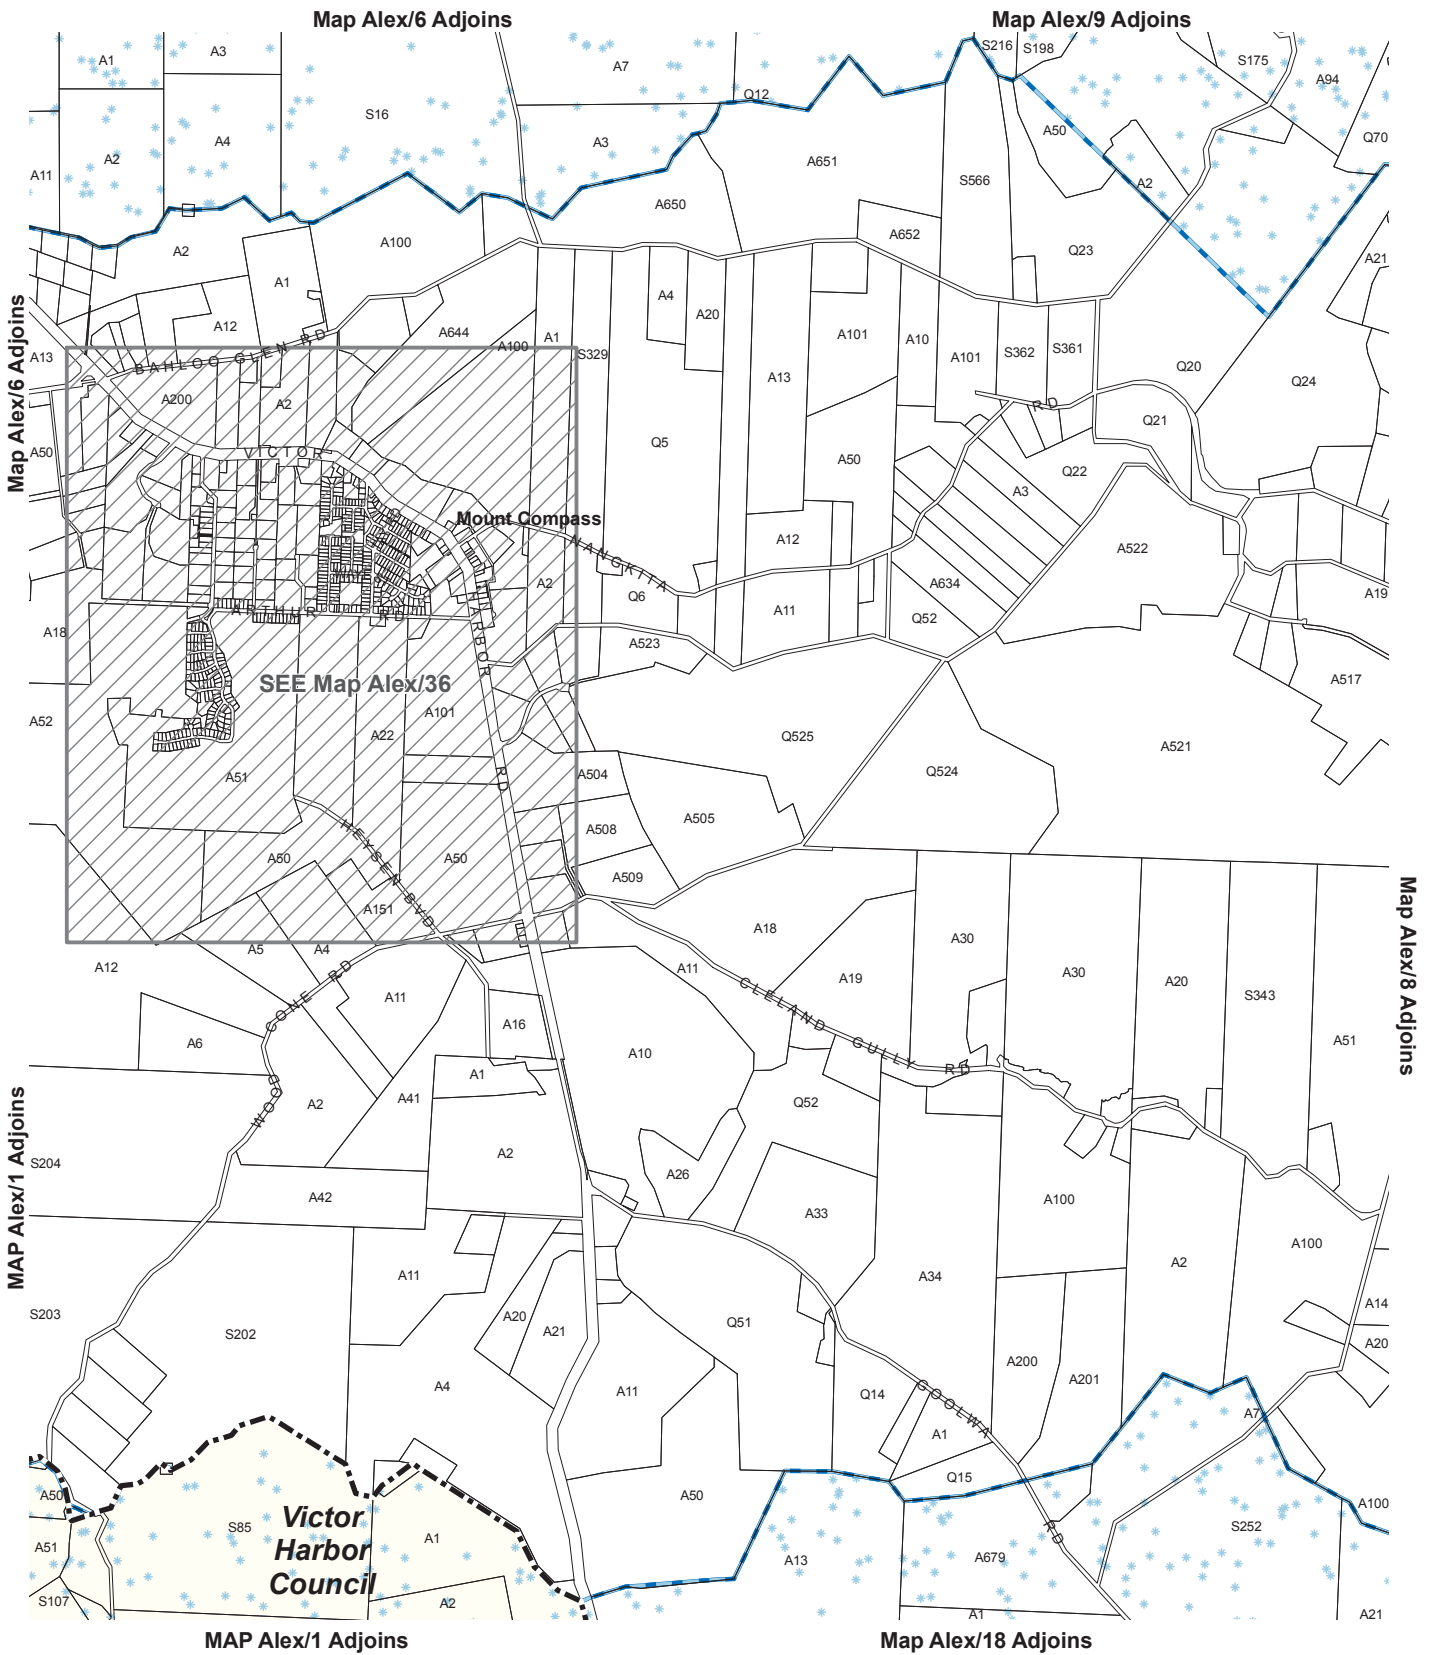 Map Alex/6 Adjoins
Map Alex/9 Adjoins
A1
A3
S16
A7
Q12
S216
S198
S175
A94
A2
A4
A3
A651
A50
Q70
A11
S566
A2
A650
A2
A100
A652
Q23
A21
A1
A12
A644
A100
A1
S329
A4
A20
A101
A10
A101
S362
S361
Q20
Q24
A13
BAHLOO GLEN RD
A13
A200
A2
RD
Q21
Map Alex/6 Adjoins
A50
VICTOR
Q5
A50
Q22
A3
Mount Compass
NANGKITA
A12
A522
A2
A634
Q6
A11
Q52
A19
ARTHUR RD
HARBOR
A18
A523
SEE Map Alex/36
A517
A52
A101
A22
Q525
A521
A51
RD
A504
Q524
A505
A508
HEYSEN BVLD
A50
A50
A509
A151
A18
A5
A4
A30
A12
A11
A11
A19
A30
A20
S343
CONE RD
CLELAND GULLY RD
A16
A51
Map Alex/8 Adjoins
A6
A10
A1
Q52
A2
A41
WOOD
S204
A2
A26
A42
A33
A100
MAP Alex/1 Adjoins
A11
A34
A2
A100
S203
S202
A20
A21
Q51
A14
A20
A200
A201
A4
A11
Q14
GOOLWA
A7
A1
Q15
A50
A50
A100
Victor
Harbor
Council
S85
A1
S252
A51
A13
A679
RD
S107
A2
A1
A21
MAP Alex/1 Adjoins
Map Alex/18 Adjoins